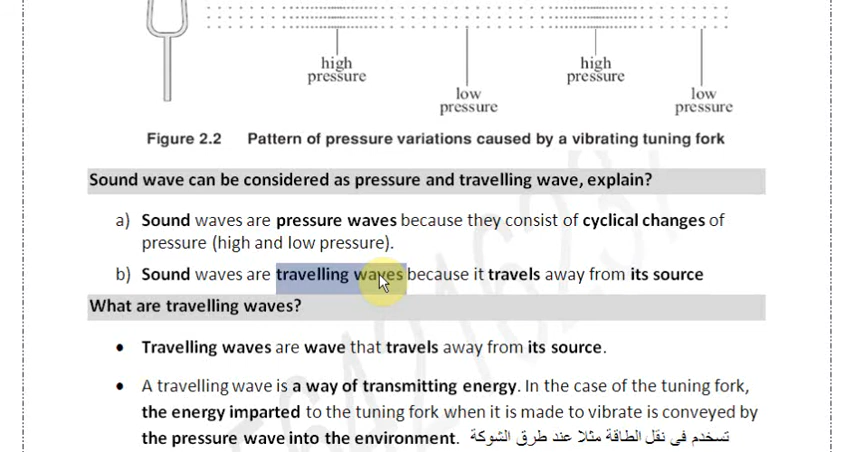 high
pressure
low
pressure
high
pressure
low
pressure
Figure 2.2 Pattern of pressure variations caused by a vibrating tuning fork
Sound wave can be considered as pressure and travelling wave, explain?
a) Sound waves are pressure waves because they consist of cyclical changes of
pressure (high and low pressure).
b) Sound waves are travelling waves because it travels away from its source
What are travelling waves?
• Travelling waves are wave that travels away from its source.
• A travelling wave is a way of transmitting energy. In the case of the tuning fork,
the energy imparted to the tuning fork when it is made to vibrate is conveyed by
the pressure wave into the environment. تسخدم فى نقل الطاقة مثلا عند طرق الشوكة